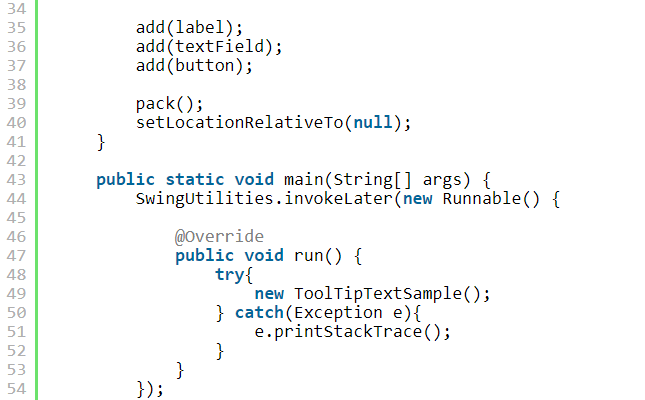 34
35         add(label);
36         add(textField);
37         add(button);
38
39         pack();
40         setLocationRelativeTo(null);
41     }
42
43     public static void main(String[] args) {
44         SwingUtilities.invokeLater(new Runnable() {
45
46             @Override
47             public void run() {
48                 try{
49                     new ToolTipTextSample();
50                 } catch(Exception e){
51                     e.printStackTrace();
52                 }
53             }
54         });